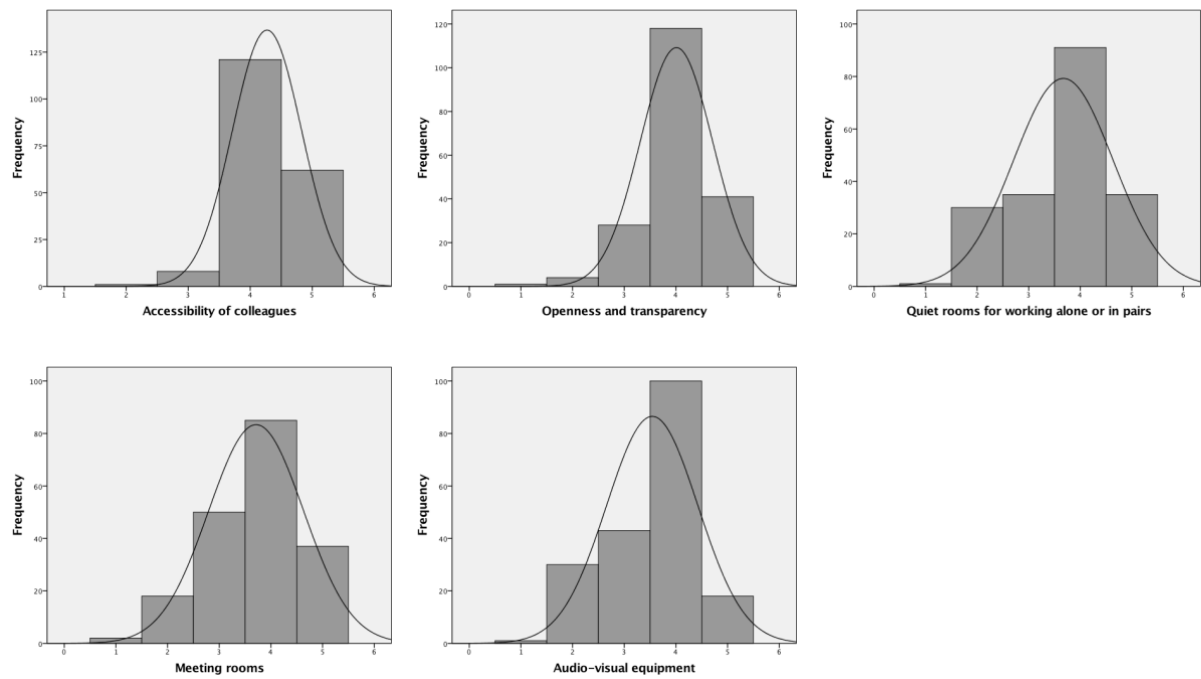 Frequency
125
100
75
50
25
0
1 2 3 4 5 6
Accessibility of colleagues
Frequency
120
100
80
60
40
20
0
0 1 2 3 4 5 6
Openness and transparency
Frequency
100
80
60
40
20
0
0 1 2 3 4 5 6
Quiet rooms for working alone or in pairs
Frequency
100
80
60
40
20
0
0 1 2 3 4 5 6
Meeting rooms
Frequency
100
80
60
40
20
0
0 1 2 3 4 5 6
Audio-visual equipment